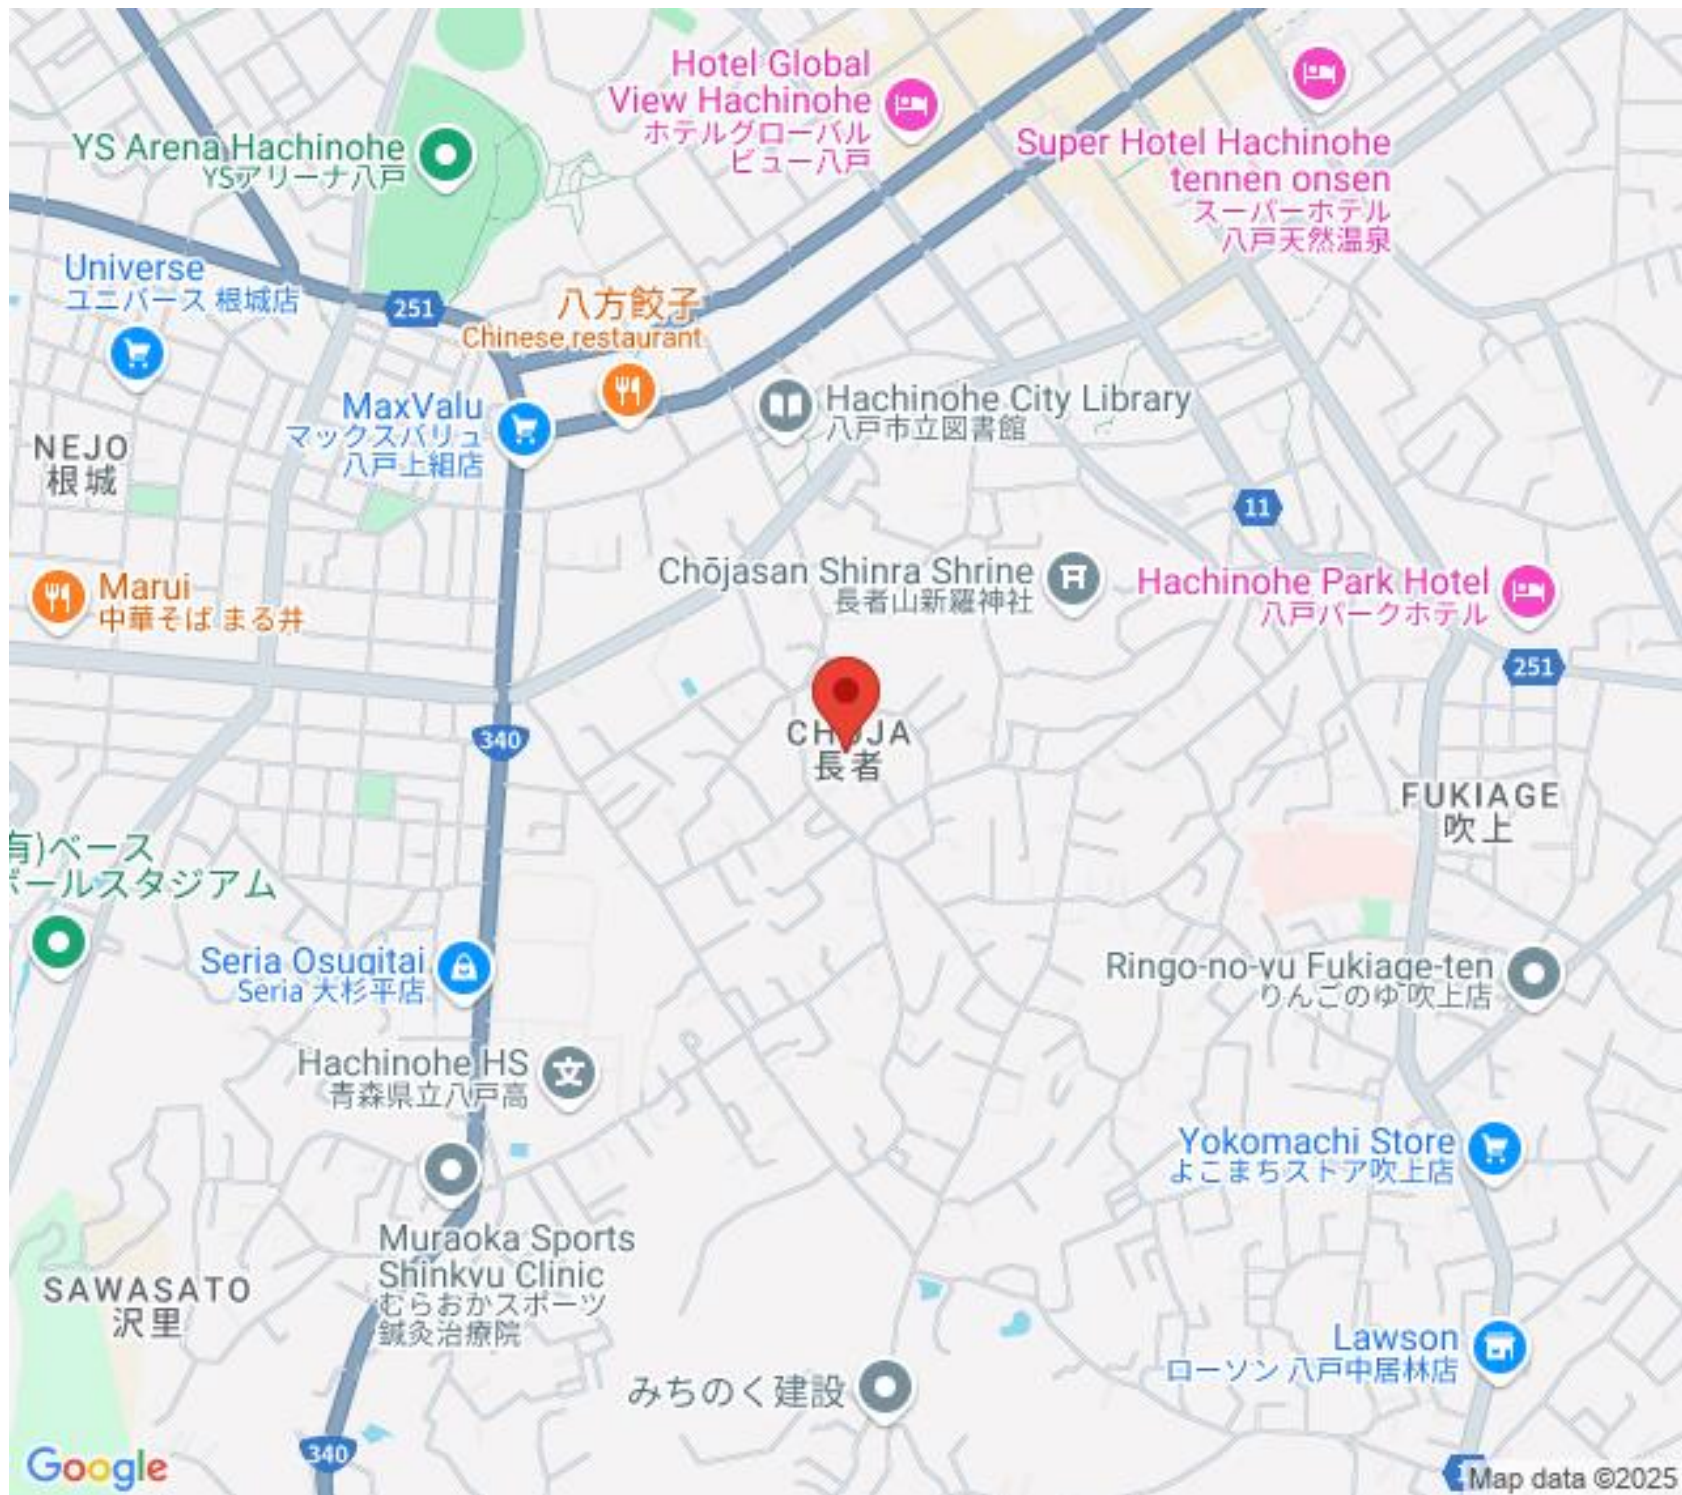 Hotel Global
View Hachinohe
ホテルグローバル
ビュー八戸
YS Arena Hachinohe
YSアリーナ八戸
Super Hotel Hachinohe
tennen onsen
スーパーホテル
八戸天然温泉
Universe
ユニバース 根城店
251
八方餃子
Chinese restaurant
MaxValu
マックスバリュ
八戸上組店
Hachinohe City Library
八戸市立図書館
NEJO
根城
11
Chōjasan Shinra Shrine
長者山新羅神社
Hachinohe Park Hotel
八戸パークホテル
Marui
中華そば まる井
251
340
長者
FUKIAGE
吹上
有)ベース
ボールスタジアム
Seria Osugitai
Seria 大杉平店
Ringo-no-yu Fukiage-ten
りんごのゆ 吹上店
Hachinohe HS
青森県立八戸高
文
Yokomachi Store
よこまちストア吹上店
Muraoka Sports
Shinkyu Clinic
むらおかスポーツ
鍼灸治療院
SAWASATO
沢里
Lawson
ローソン 八戸中居林店
みちのく建設
340
Google
Map data ©2025